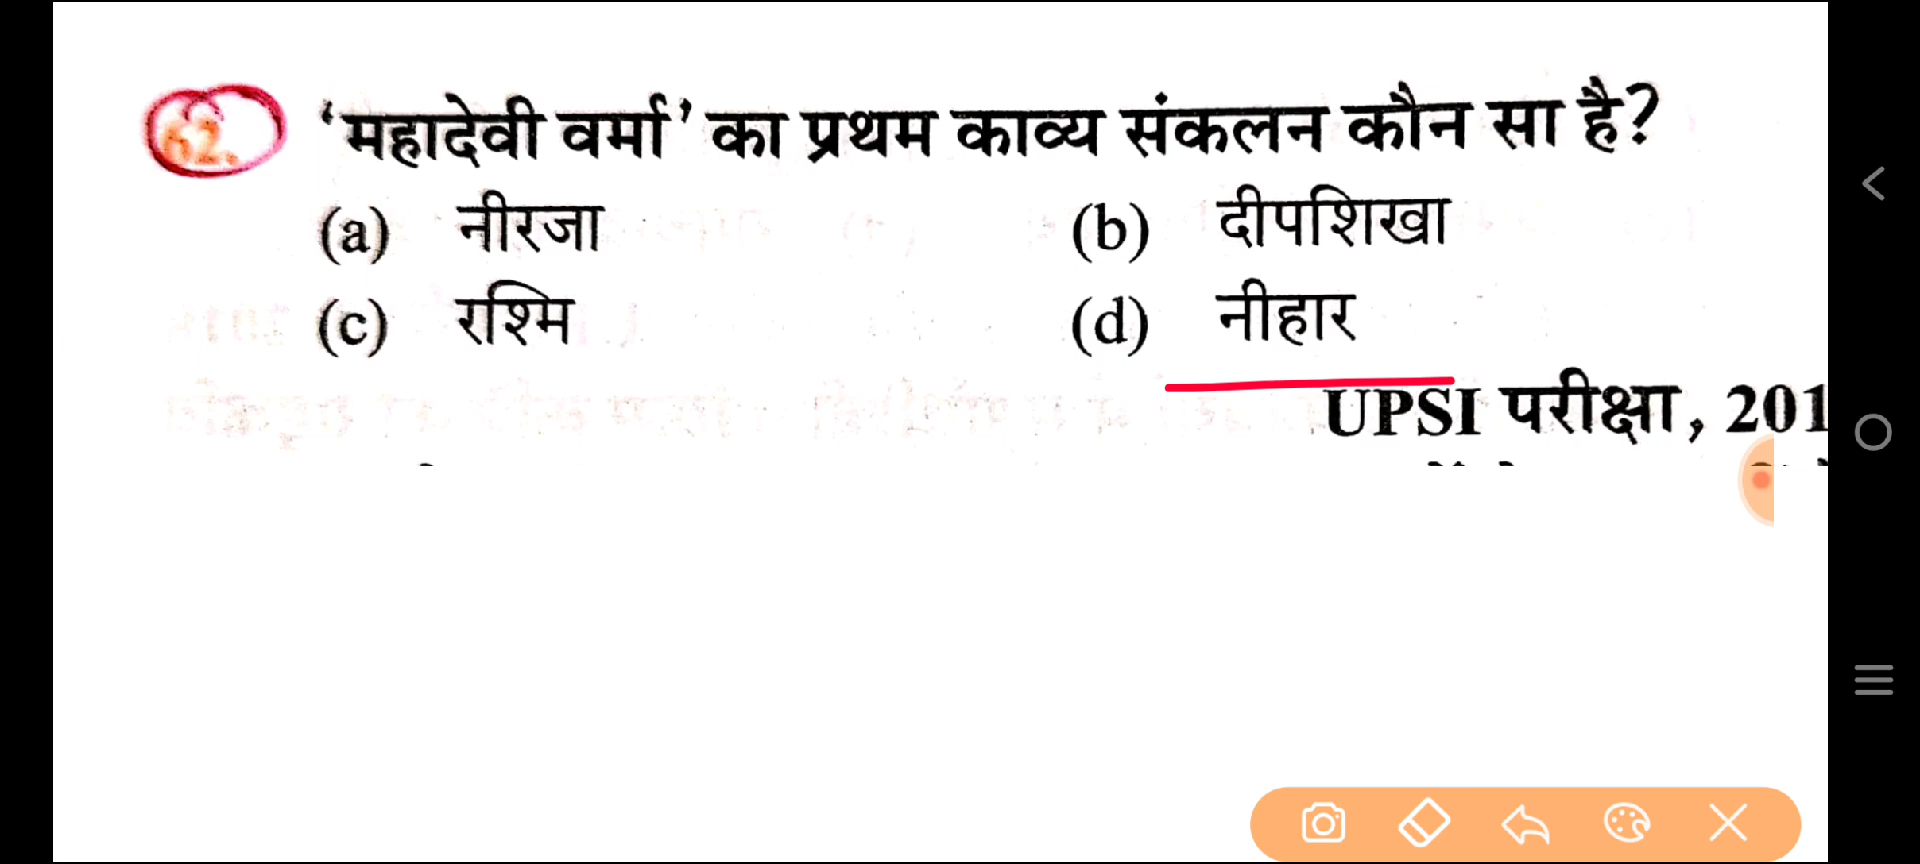 62. ‘महादेवी वर्मा’ का प्रथम काव्य संकलन कौन सा है?
(a) नीरजा (b) दीपशिखा
(c) रश्मि (d) नीहार
UPSI परीक्षा, 201